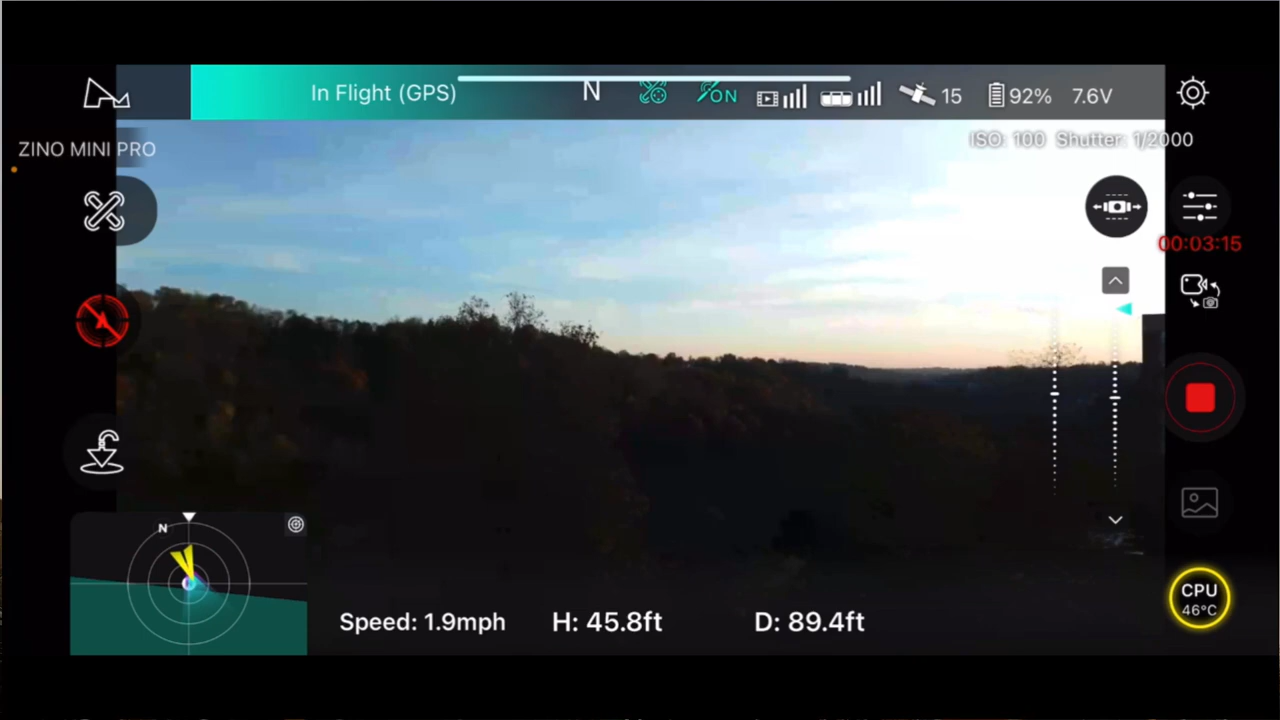 In Flight (GPS) N ON 15 92% 7.6V
ISO: 100 Shutter: 1/2000
ZINO MINI PRO
00:03:15
N
CPU
46°C
Speed: 1.9mph H: 45.8ft D: 89.4ft